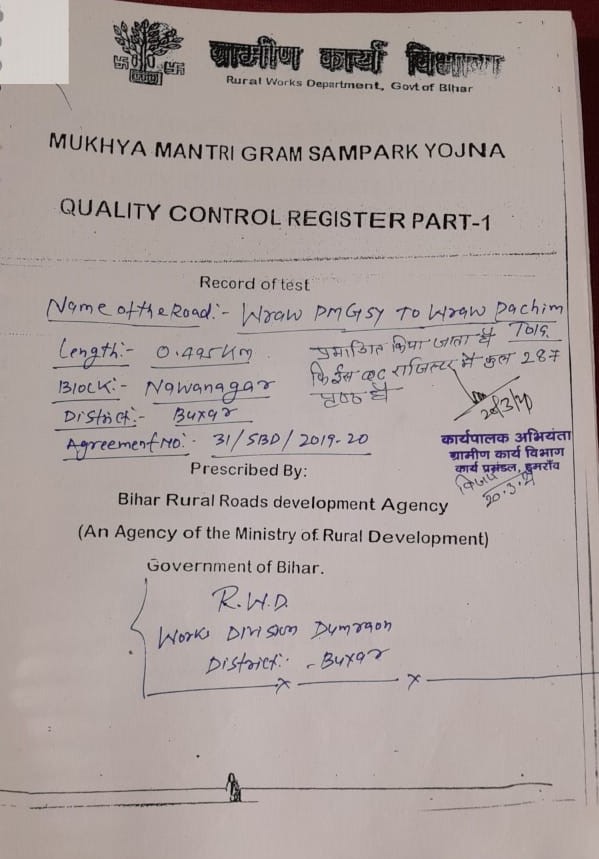 ग्रामीण कार्य विभाग
Rural Works Department, Govt of Bihar
MUKHYA MANTRI GRAM SAMPARK YOJNA
QUALITY CONTROL REGISTER PART-1
Record of test
Name of the Road:- Wraw PMGSY To Wraw Pachim
Tola
Length:- 0.495 Km
प्रमाणित किया जाता है
Block:- Nawanagar
कि ईस QC राजिस्टर में कुल 287
पृष्ठ है
District:- Buxar
Agreement No:- 31/SBD/2019-20
कार्यपालक अभियंता
ग्रामीण कार्य विभाग
कार्य प्रमंडल, डुमराँव
Prescribed By:
Bihar Rural Roads development Agency
(An Agency of the Ministry of Rural Development)
Government of Bihar.
R.W.D.
Works Division Dumraon
District:- Buxar